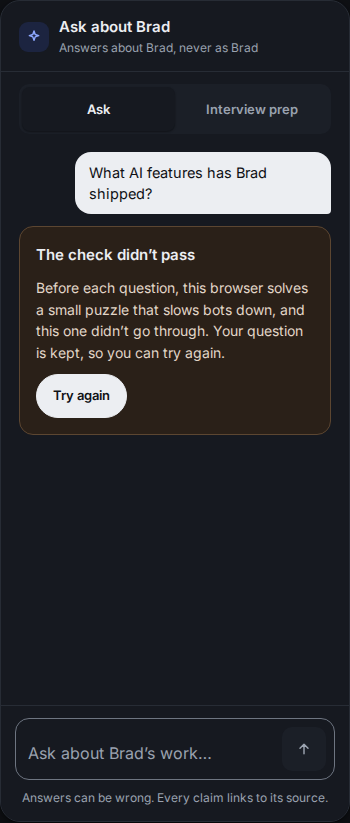 Ask about Brad
Answers about Brad, never as Brad
Ask
Interview prep
What AI features has Brad
shipped?
The check didn’t pass
Before each question, this browser solves
a small puzzle that slows bots down, and
this one didn’t go through. Your question
is kept, so you can try again.
Try again
Ask about Brad’s work…
Answers can be wrong. Every claim links to its source.